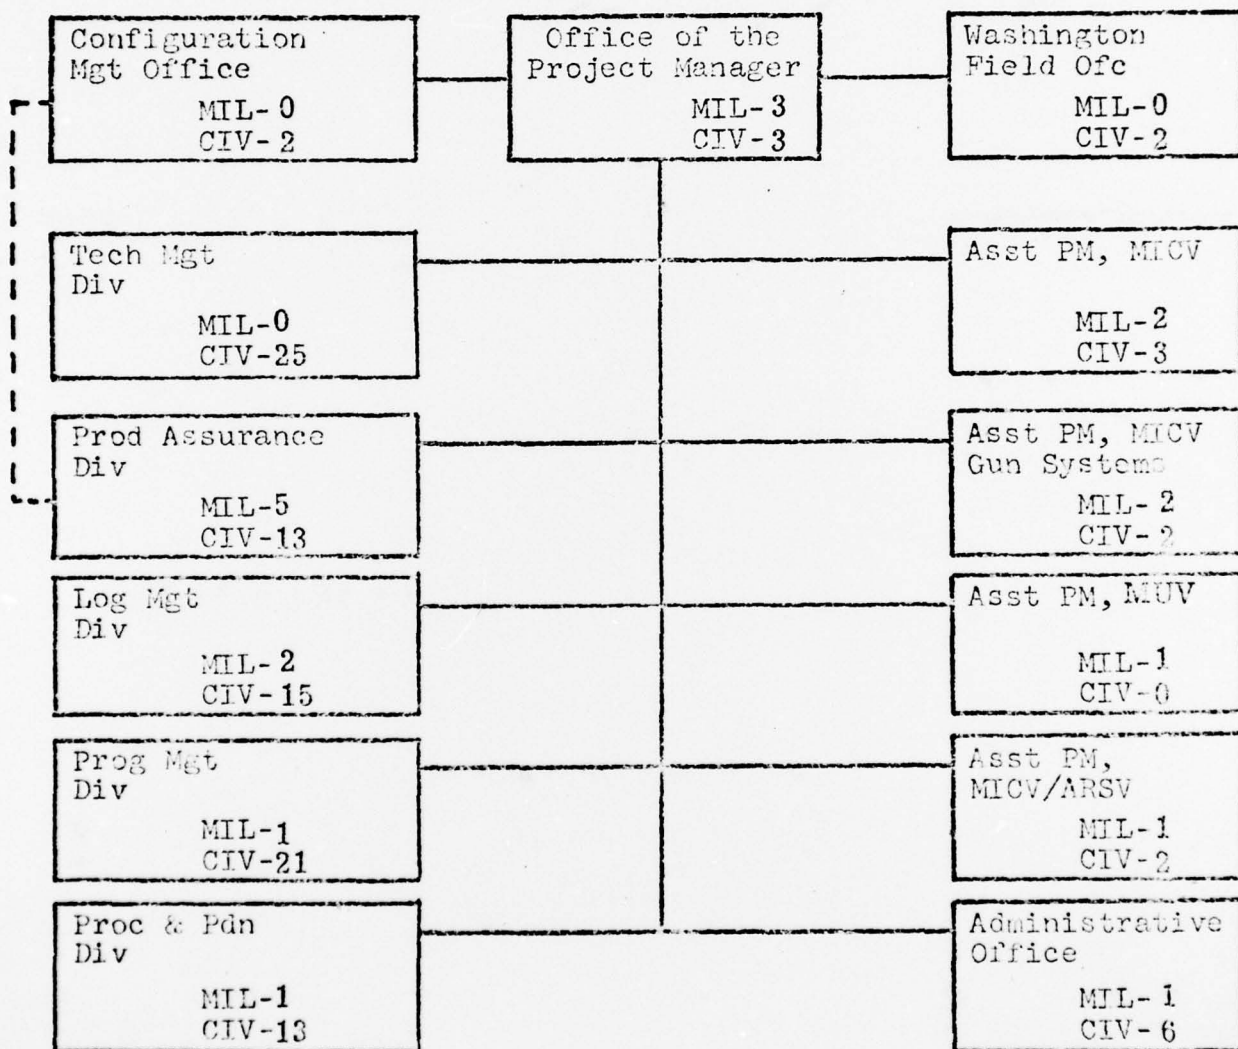 Configuration
Mgt Office
MIL-0
CIV-2
Office of the
Project Manager
MIL-3
CIV-3
Washington
Field Ofc
MIL-0
CIV-2
Tech Mgt
Div
MIL-0
CIV-25
Asst PM, MICV
MIL-2
CIV-3
Prod Assurance
Div
MIL-5
CIV-13
Asst PM, MICV
Gun Systems
MIL-2
CIV-2
Log Mgt
Div
MIL-2
CIV-15
Asst PM, MUV
MIL-1
CIV-0
Prog Mgt
Div
MIL-1
CIV-21
Asst PM,
MICV/ARSV
MIL-1
CIV-2
Proc & Pdn
Div
MIL-1
CIV-13
Administrative
Office
MIL-1
CIV-6